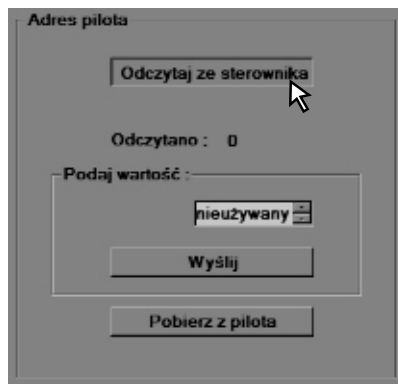 Adres pilota
Odczytaj ze sterownika
Odczytano : 0
Podaj wartość :
nieużywany
Wyślij
Pobierz z pilota